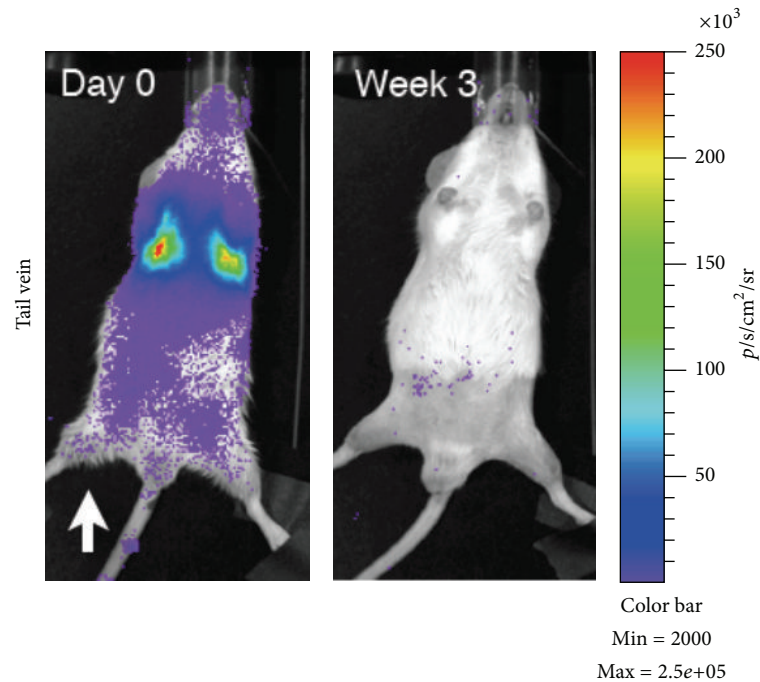 Day 0
Week 3
Tail vein
×10³
250
200
150
100
50
p/s/cm²/sr
Color bar
Min = 2000
Max = 2.5e+05